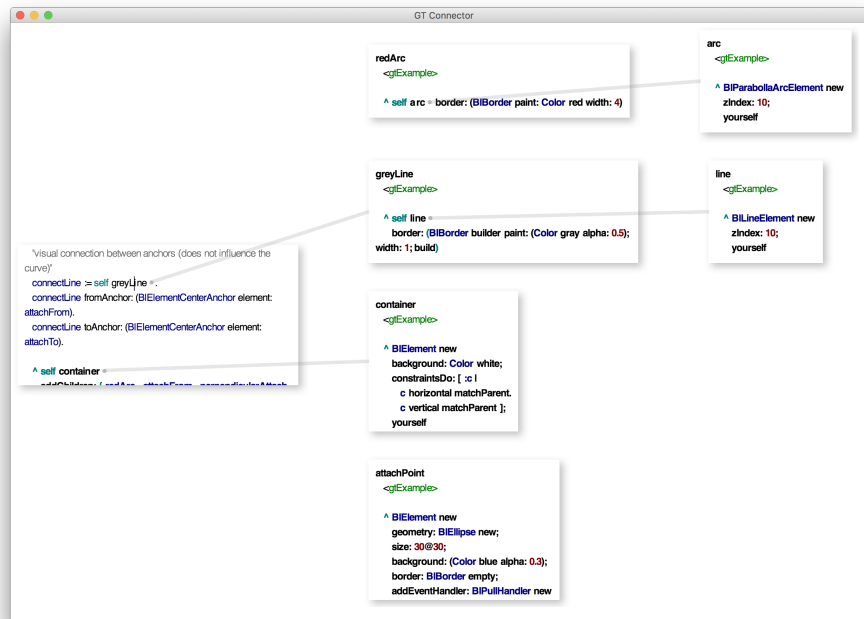 GT Connector
redArc
<gtExample>
^ self arc border: (BlBorder paint: Color red width: 4)
arc
<gtExample>
^ BlParabollaArcElement new
zIndex: 10;
yourself
greyLine
<gtExample>
^ self line
border: (BlBorder builder paint: (Color gray alpha: 0.5);
width: 1; build)
line
<gtExample>
^ BlLineElement new
zIndex: 10;
yourself
"visual connection between anchors (does not influence the
curve)"
connectLine := self greyLine .
connectLine fromAnchor: (BlElementCenterAnchor element:
attachFrom).
connectLine toAnchor: (BlElementCenterAnchor element:
attachTo).
^ self container
addChildren: { redArc . attachFrom . perpendicularAttach
container
<gtExample>
^ BlElement new
background: Color white;
constraintsDo: [ :c |
c horizontal matchParent.
c vertical matchParent ];
yourself
attachPoint
<gtExample>
^ BlElement new
geometry: BlEllipse new;
size: 30@30;
background: (Color blue alpha: 0.3);
border: BlBorder empty;
addEventHandler: BlPullHandler new